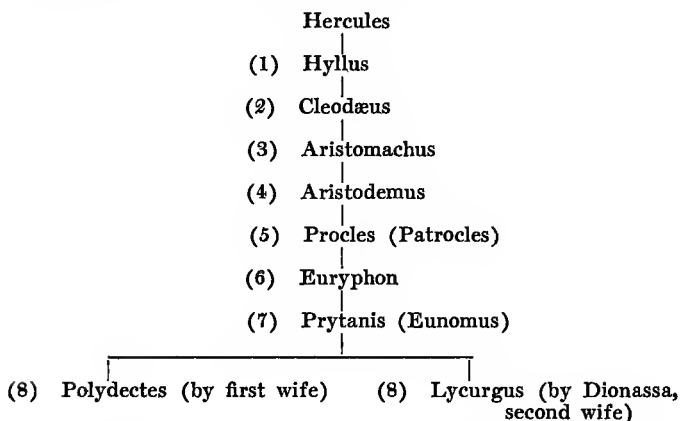 Hercules
(1) Hyllus
(2) Cleodæus
(3) Aristomachus
(4) Aristodemus
(5) Procles (Patrocles)
(6) Euryphon
(7) Prytanis (Eunomus)
(8) Polydectes (by first wife) (8) Lycurgus (by Dionassa,
second wife)